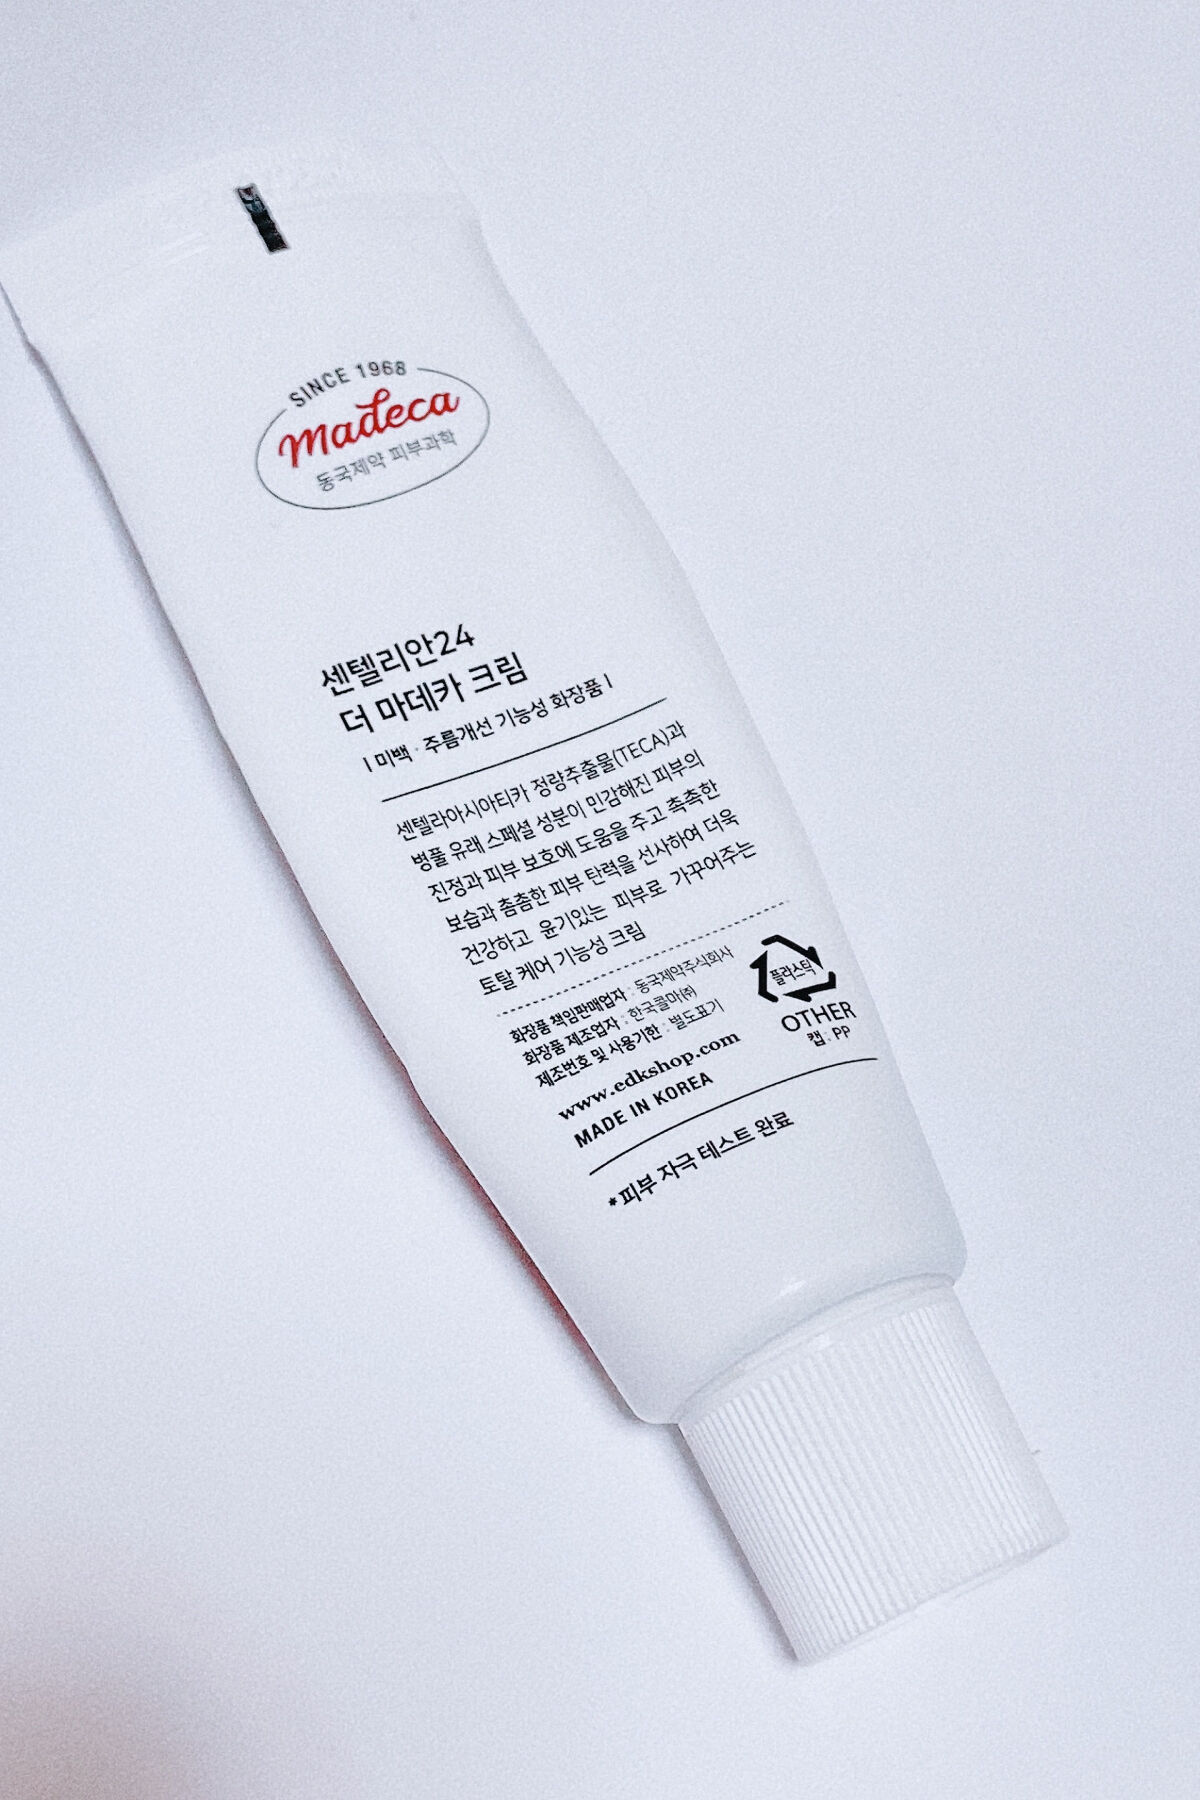 SINCE 1968
madeca
동국제약 피부과학
센텔리안24
더 마데카 크림
| 미백 · 주름개선 기능성 화장품 |
센텔라아시아티카 정량추출물(TECA)과
병풀 유래 스페셜 성분이 민감해진 피부의
진정과 피부 보호에 도움을 주고 촉촉한
보습과 촘촘한 피부 탄력을 선사하여 더욱
건강하고 윤기있는 피부로 가꾸어주는
토탈 케어 기능성 크림
화장품 책임판매업자 : 동국제약주식회사
화장품 제조업자 : 한국콜마㈜
제조번호 및 사용기한 : 별도표기
www.edkshop.com
MADE IN KOREA
플라스틱
OTHER
캡 : PP
*피부 자극 테스트 완료